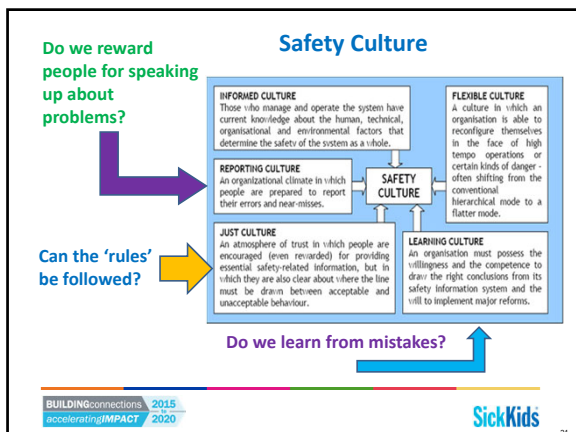 Safety Culture
Do we reward
people for speaking
up about
problems?
INFORMED CULTURE
Those who manage and operate the system have
current knowledge about the human, technical,
organisational and environmental factors that
determine the safety of the system as a whole.
FLEXIBLE CULTURE
A culture in which an
organisation is able to
reconfigure themselves
in the face of high
tempo operations or
certain kinds of danger -
often shifting from the
conventional
hierarchical mode to a
flatter mode.
REPORTING CULTURE
An organizational climate in which
people are prepared to report
their errors and near-misses.
SAFETY
CULTURE
Can the ‘rules’
be followed?
JUST CULTURE
An atmosphere of trust in which people are
encouraged (even rewarded) for providing
essential safety-related information, but in
which they are also clear about where the line
must be drawn between acceptable and
unacceptable behaviour.
LEARNING CULTURE
An organisation must possess the
willingness and the competence to
draw the right conclusions from its
safety information system and the
will to implement major reforms.
Do we learn from mistakes?
BUILDINGconnections 2015
to
acceleratingIMPACT 2020
SickKids
21